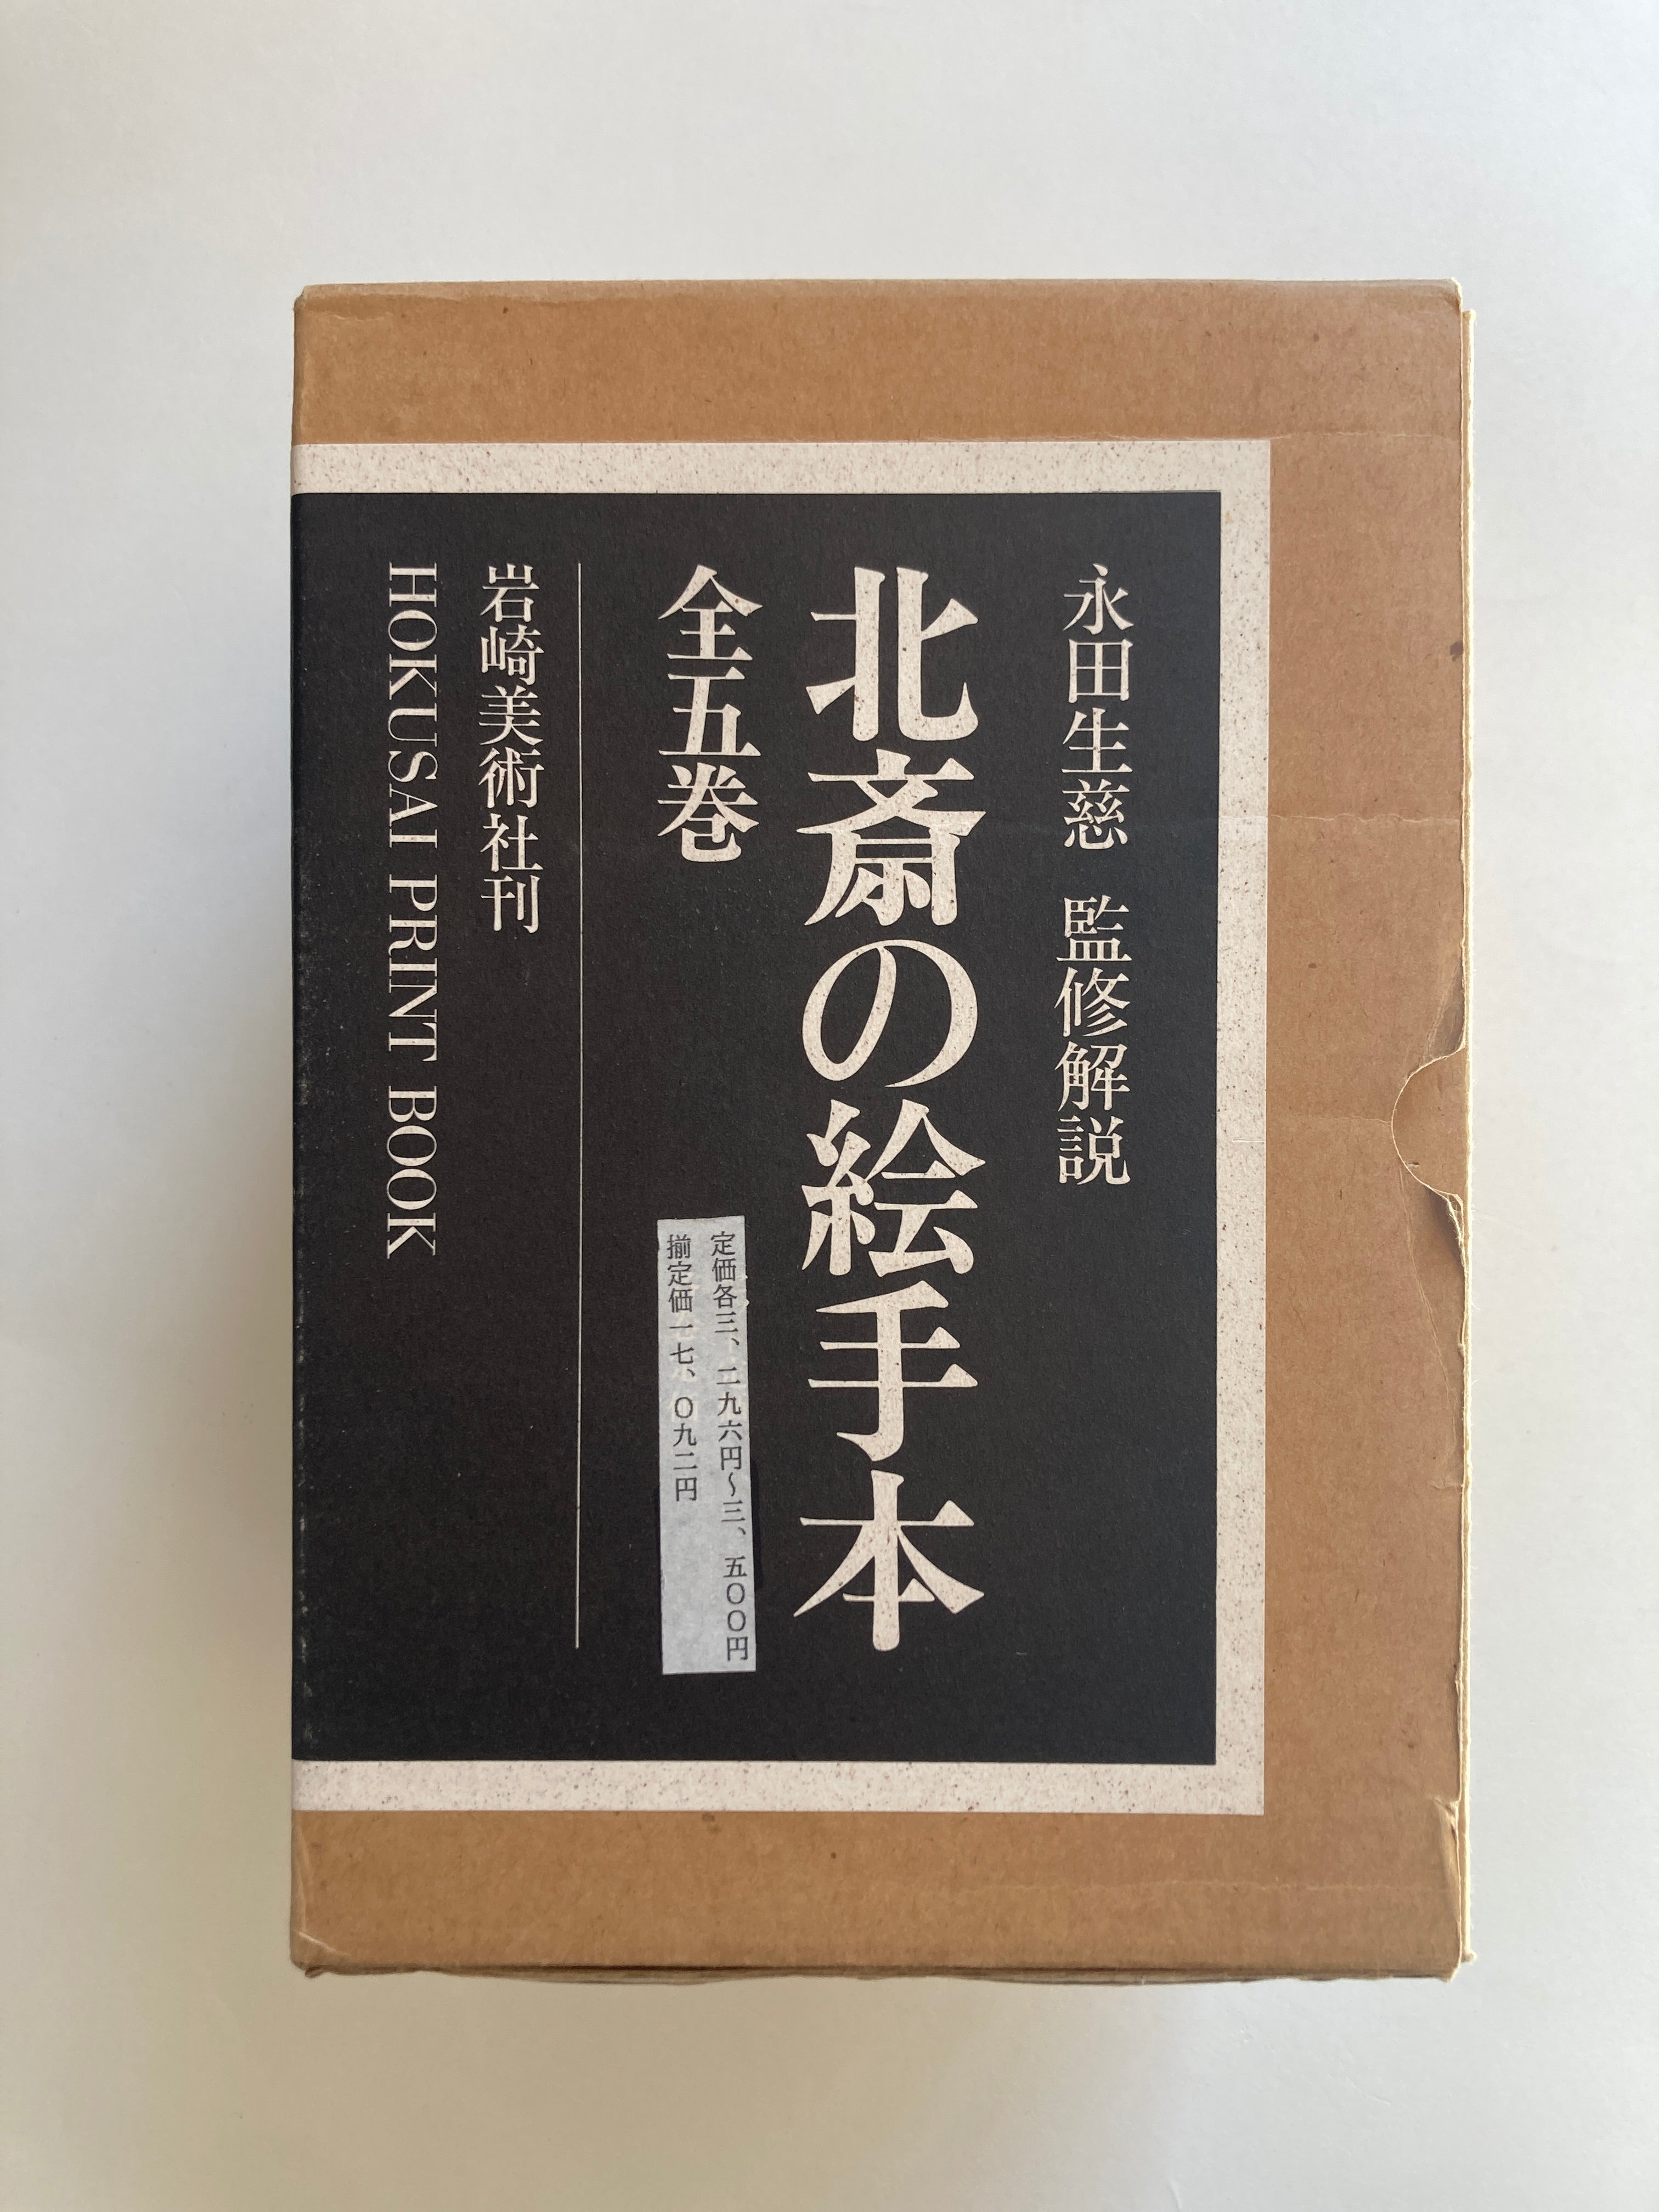 永田生慈 監修解説
北斎の絵手本
全五巻
定価各三、二九六円〜三、五〇〇円
揃定価一七、〇九二円
岩崎美術社刊
HOKUSAI PRINT BOOK